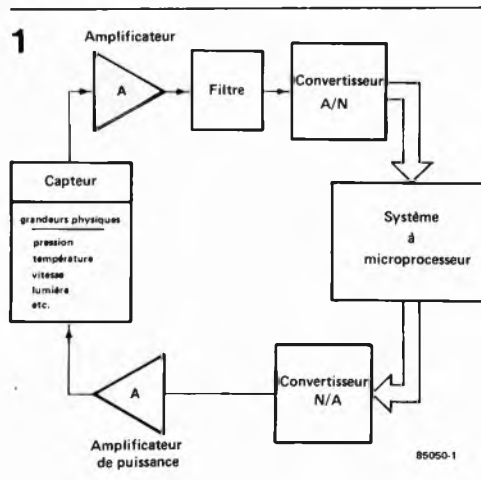 1
Amplificateur
A
Filtre
Convertisseur
A/N
Capteur
grandeurs physiques
pression
température
vitesse
lumière
etc.
Système
à
microprocesseur
Convertisseur
N/A
A
Amplificateur
de puissance
85050-1